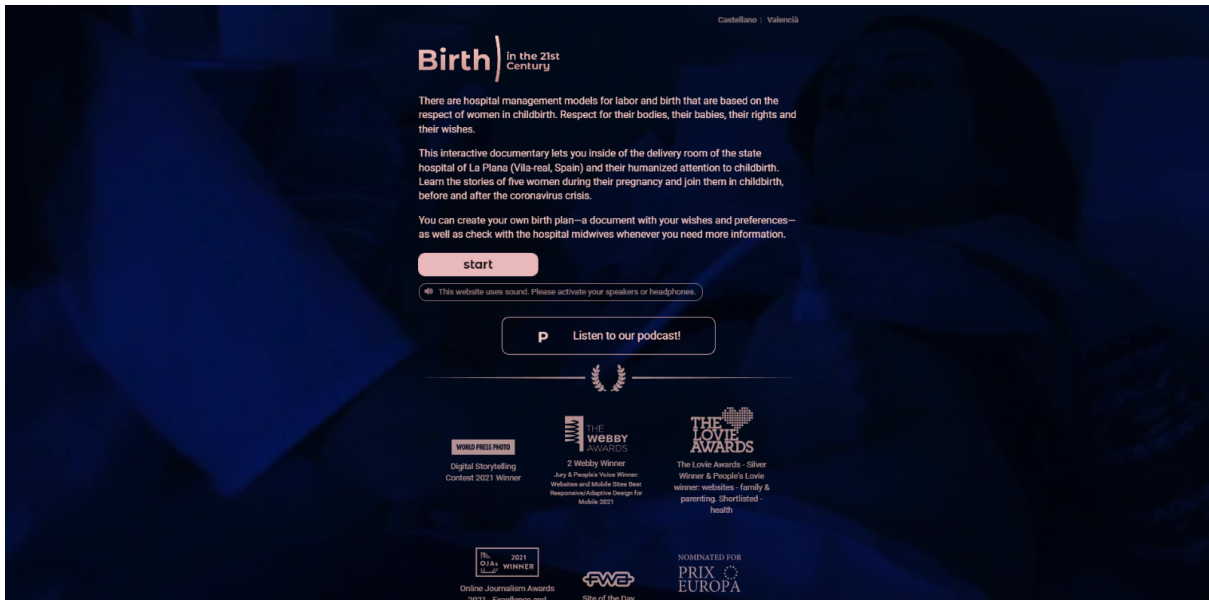 Castellano | Valencià
Birth
in the 21st
Century
There are hospital management models for labor and birth that are based on the
respect of women in childbirth. Respect for their bodies, their babies, their rights and
their wishes.
This interactive documentary lets you inside of the delivery room of the state
hospital of La Plana (Vila-real, Spain) and their humanized attention to childbirth.
Learn the stories of five women during their pregnancy and join them in childbirth,
before and after the coronavirus crisis.
You can create your own birth plan—a document with your wishes and preferences—
as well as check with the hospital midwives whenever you need more information.
start
This website uses sound. Please activate your speakers or headphones.
P Listen to our podcast!
WORLD PRESS PHOTO
Digital Storytelling
Contest 2021 Winner
THE
WEBBY
AWARDS
2 Webby Winner
Jury & People's Voice Winner:
Websites and Mobile Sites Best
Responsive/Adaptive Design for
Mobile 2021
THE
LOVIE
AWARDS
The Lovie Awards - Silver
Winner & People's Lovie
winner: websites - family &
parenting. Shortlisted -
health
OJAs
2021
WINNER
Online Journalism Awards
2021 - Excellence and
FWA
Site of the Day
NOMINATED FOR
PRIX
EUROPA